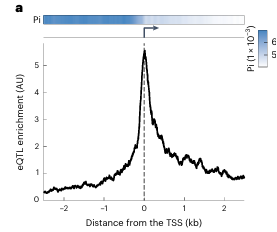 a
Pi
Pi (1 × 10⁻³)
6
5
eQTL enrichment (AU)
5
4
3
2
1
0
–2 –1 0 1 2
Distance from the TSS (kb)